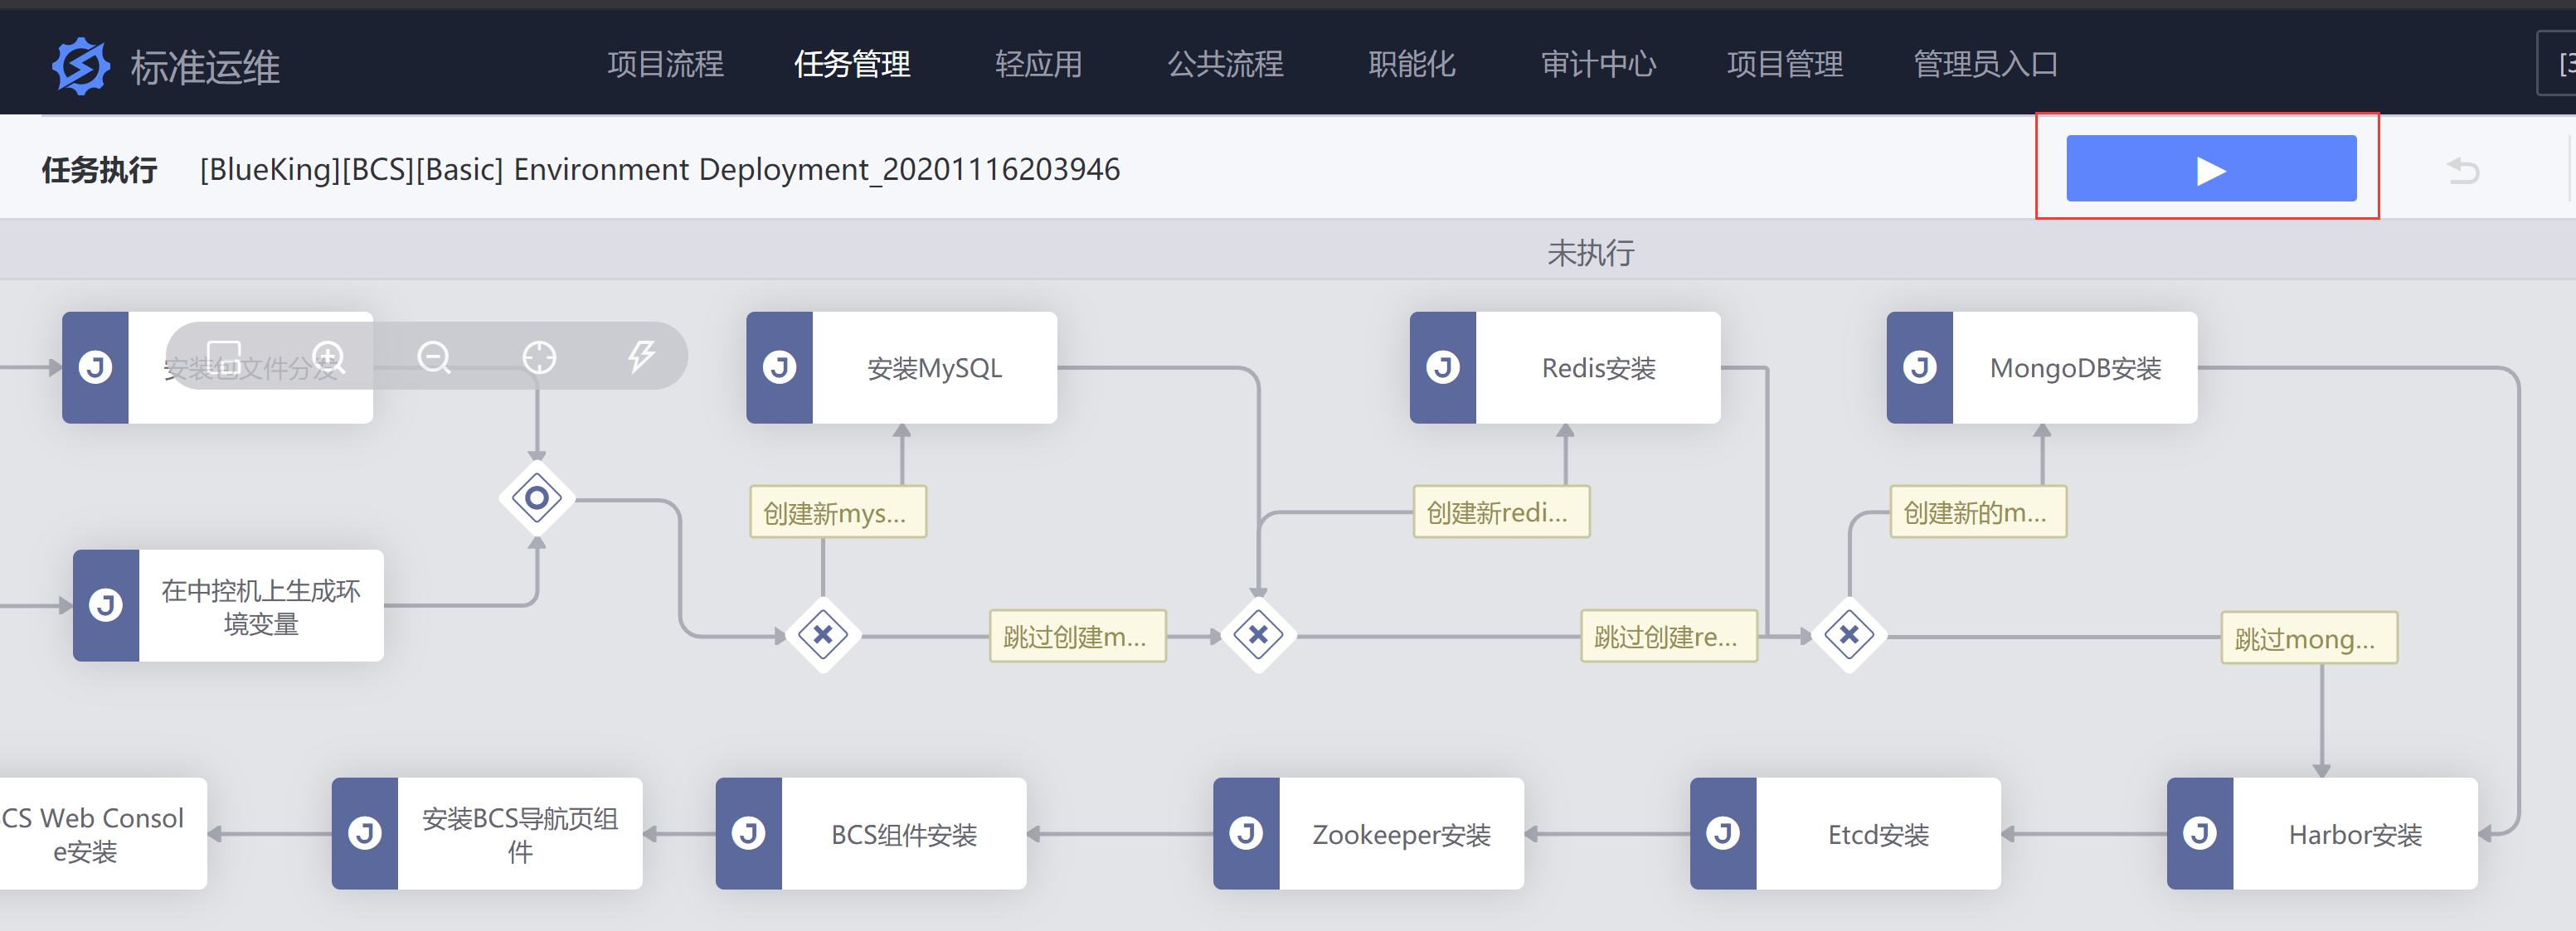 标准运维
项目流程
任务管理
轻应用
公共流程
职能化
审计中心
项目管理
管理员入口
[3
任务执行
[BlueKing][BCS][Basic] Environment Deployment_20201116203946
未执行
安装包文件分发
安装MySQL
Redis安装
MongoDB安装
创建新mys...
创建新redi...
创建新的m...
在中控机上生成环
境变量
跳过创建m...
跳过创建re...
跳过mong...
CS Web Consol
e安装
安装BCS导航页组
件
BCS组件安装
Zookeeper安装
Etcd安装
Harbor安装